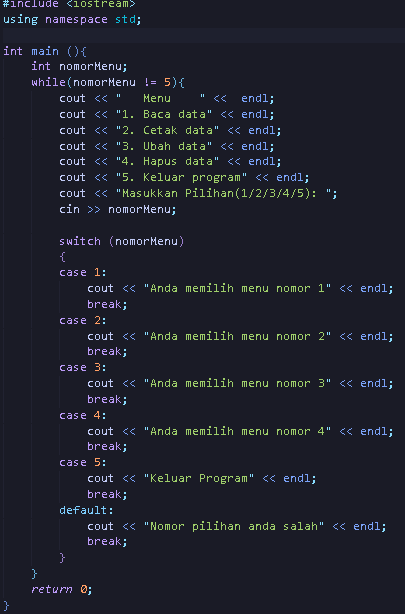 #include <iostream>
using namespace std;
int main (){
    int nomorMenu;
    while(nomorMenu != 5){
        cout << "   Menu    " <<  endl;
        cout << "1. Baca data" << endl;
        cout << "2. Cetak data" << endl;
        cout << "3. Ubah data" << endl;
        cout << "4. Hapus data" << endl;
        cout << "5. Keluar program" << endl;
        cout << "Masukkan Pilihan(1/2/3/4/5): ";
        cin >> nomorMenu;
        switch (nomorMenu)
        {
        case 1:
            cout << "Anda memilih menu nomor 1" << endl;
            break;
        case 2:
            cout << "Anda memilih menu nomor 2" << endl;
            break;
        case 3:
            cout << "Anda memilih menu nomor 3" << endl;
            break;
        case 4:
            cout << "Anda memilih menu nomor 4" << endl;
            break;
        case 5:
            cout << "Keluar Program" << endl;
            break;
        default:
            cout << "Nomor pilihan anda salah" << endl;
            break;
        }
    }
    return 0;
}